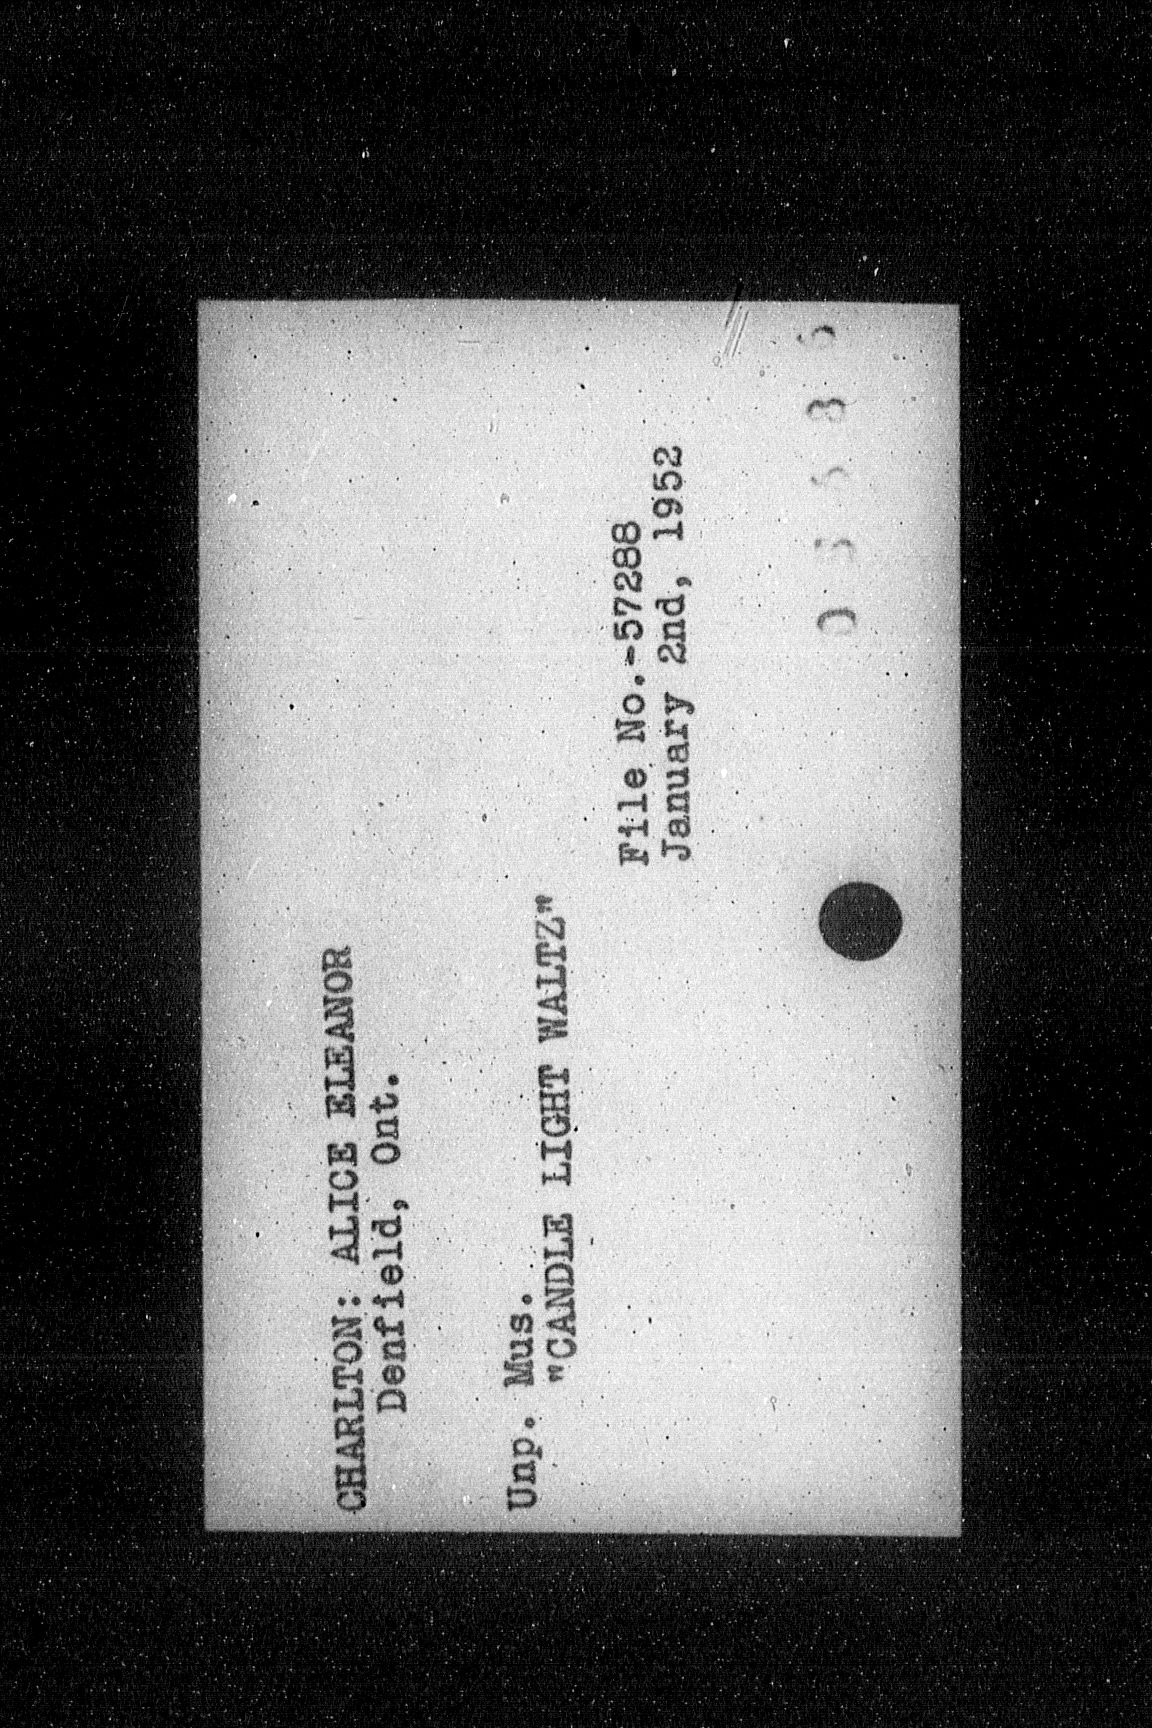 CHARLTON: ALICE ELEANOR
Denfield, Ont.
Unp. Mus.
"CANDLE LIGHT WALTZ"
File No.-57288
January 2nd, 1952